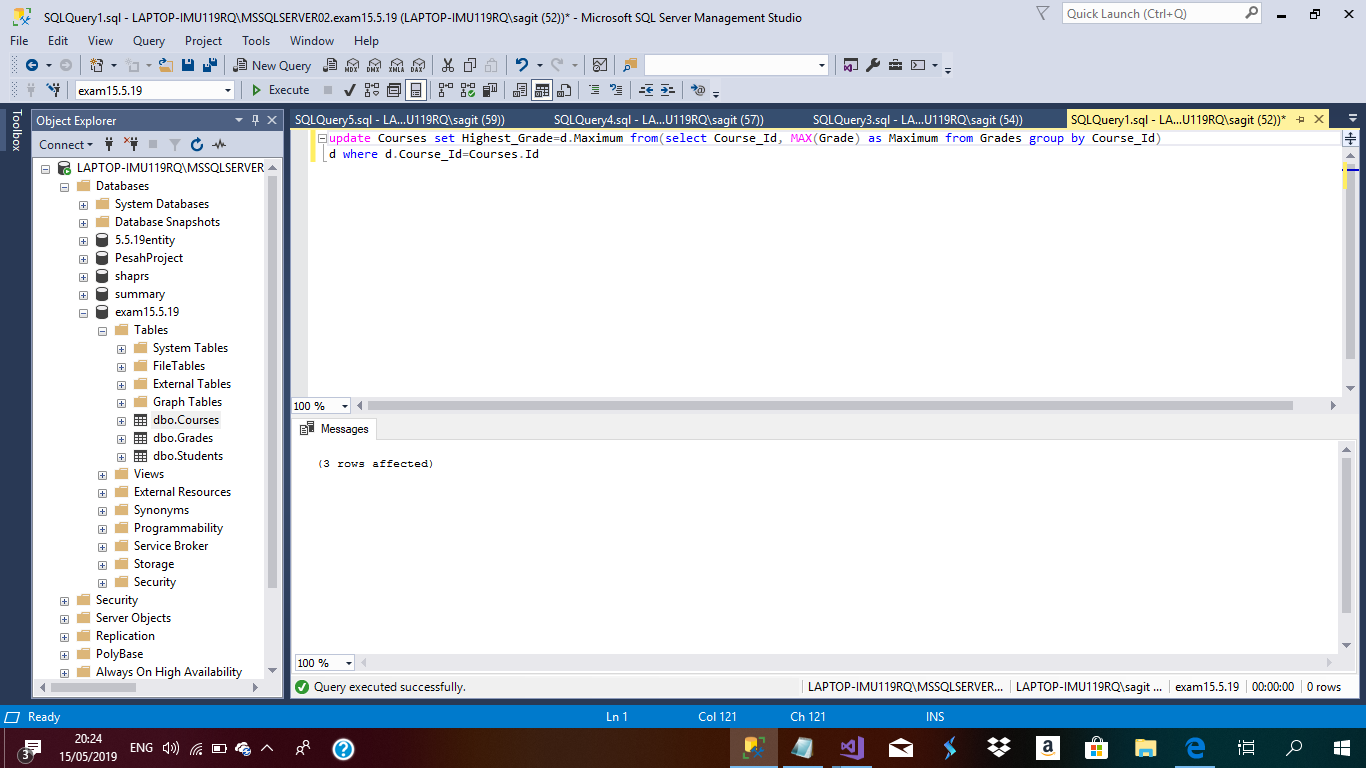 SQLQuery1.sql - LAPTOP-IMU119RQ\MSSQLSERVER02.exam15.5.19 (LAPTOP-IMU119RQ\sagit (52))* - Microsoft SQL Server Management Studio
Quick Launch (Ctrl+Q)
File Edit View Query Project Tools Window Help
New Query MDX DMX XMLA DAX
exam15.5.19 Execute
Toolbox
Object Explorer
Connect
LAPTOP-IMU119RQ\MSSQLSERVER
Databases
System Databases
Database Snapshots
5.5.19entity
PesahProject
shaprs
summary
exam15.5.19
Tables
System Tables
FileTables
External Tables
Graph Tables
dbo.Courses
dbo.Grades
dbo.Students
Views
External Resources
Synonyms
Programmability
Service Broker
Storage
Security
Security
Server Objects
Replication
PolyBase
Always On High Availability
SQLQuery5.sql - LA...U119RQ\sagit (59)) SQLQuery4.sql - LA...U119RQ\sagit (57)) SQLQuery3.sql - LA...U119RQ\sagit (54)) SQLQuery1.sql - LA...U119RQ\sagit (52))*
update Courses set Highest_Grade=d.Maximum from(select Course_Id, MAX(Grade) as Maximum from Grades group by Course_Id)
d where d.Course_Id=Courses.Id
100 %
Messages
(3 rows affected)
100 %
Query executed successfully. LAPTOP-IMU119RQ\MSSQLSERVER... LAPTOP-IMU119RQ\sagit ... exam15.5.19 00:00:00 0 rows
Ready Ln 1 Col 121 Ch 121 INS
3 20:24 ENG
15/05/2019